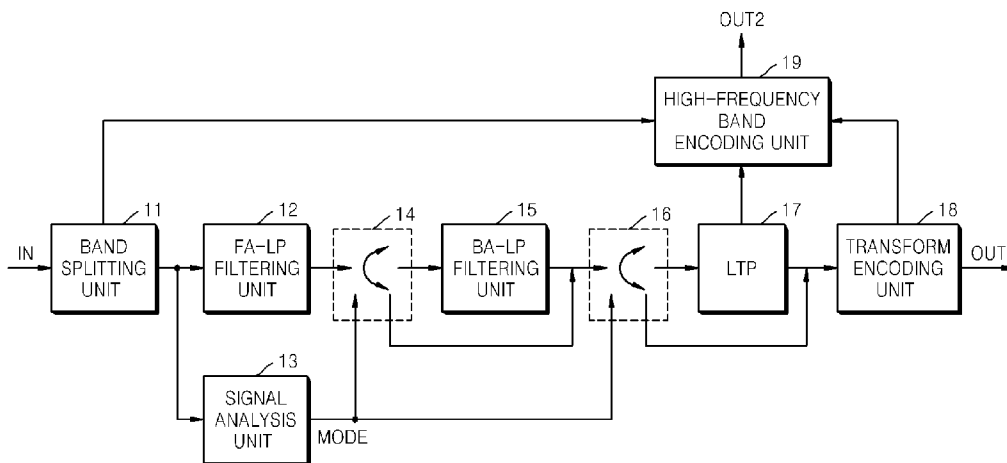 OUT2
19
HIGH-FREQUENCY
BAND
ENCODING UNIT
11
12
14
15
16
17
18
IN
BAND
SPLITTING
UNIT
FA-LP
FILTERING
UNIT
BA-LP
FILTERING
UNIT
LTP
TRANSFORM
ENCODING
UNIT
OUT1
13
SIGNAL
ANALYSIS
UNIT
MODE